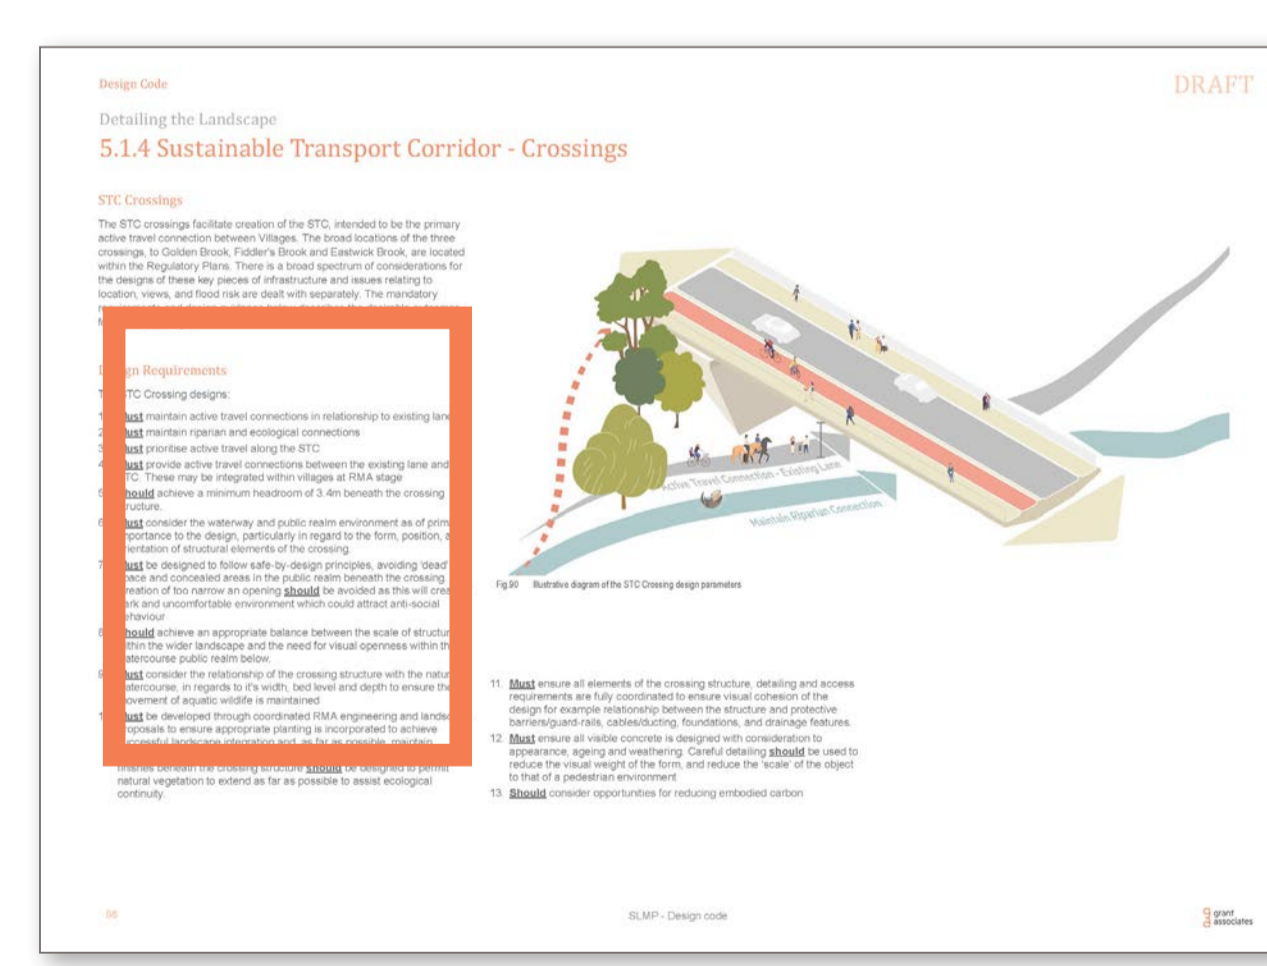 Design Code
DRAFT
Detailing the Landscape
5.1.4 Sustainable Transport Corridor - Crossings
STC Crossings
The STC crossings facilitate creation of the STC, intended to be the primary
active travel connection between Villages. The broad locations of the three
crossings, to Golden Brook, Fiddler's Brook and Eastwick Brook, are located
within the Regulatory Plans. There is a broad spectrum of considerations for
the designs of these key pieces of infrastructure and issues relating to
location, views, and flood risk are dealt with separately. The mandatory
gn Requirements
TC Crossing designs:
ust maintain active travel connections in relationship to existing lan
ust maintain riparian and ecological connections
ust prioritise active travel along the STC
ust provide active travel connections between the existing lane and
TC. These may be integrated within villages at RMA stage
hould achieve a minimum headroom of 3.4m beneath the crossing
ructure.
ust consider the waterway and public realm environment as of prim
portance to the design, particularly in regard to the form, position, a
ientation of structural elements of the crossing.
ust be designed to follow safe-by-design principles, avoiding 'dead'
ace and concealed areas in the public realm beneath the crossing.
reation of too narrow an opening should be avoided as this will crea
ark and uncomfortable environment which could attract anti-social
ehaviour
hould achieve an appropriate balance between the scale of structur
ithin the wider landscape and the need for visual openness within th
atercourse public realm below.
ust consider the relationship of the crossing structure with the natur
atercourse, in regards to it's width, bed level and depth to ensure the
ovement of aquatic wildlife is maintained
ust be developed through coordinated RMA engineering and landsc
roposals to ensure appropriate planting is incorporated to achieve
uccessful landscape integration and, as far as possible, maintain
finishes beneath the crossing structure should be designed to permit
natural vegetation to extend as far as possible to assist ecological
continuity.
Active Travel Connection - Existing Lane
Maintain Riparian Connection
Fig.90 Illustrative diagram of the STC Crossing design parameters
11. Must ensure all elements of the crossing structure, detailing and access
requirements are fully coordinated to ensure visual cohesion of the
design for example relationship between the structure and protective
barriers/guard-rails, cables/ducting, foundations, and drainage features.
12. Must ensure all visible concrete is designed with consideration to
appearance, ageing and weathering. Careful detailing should be used to
reduce the visual weight of the form, and reduce the 'scale' of the object
to that of a pedestrian environment
13. Should consider opportunities for reducing embodied carbon
SLMP - Design code
grant
associates